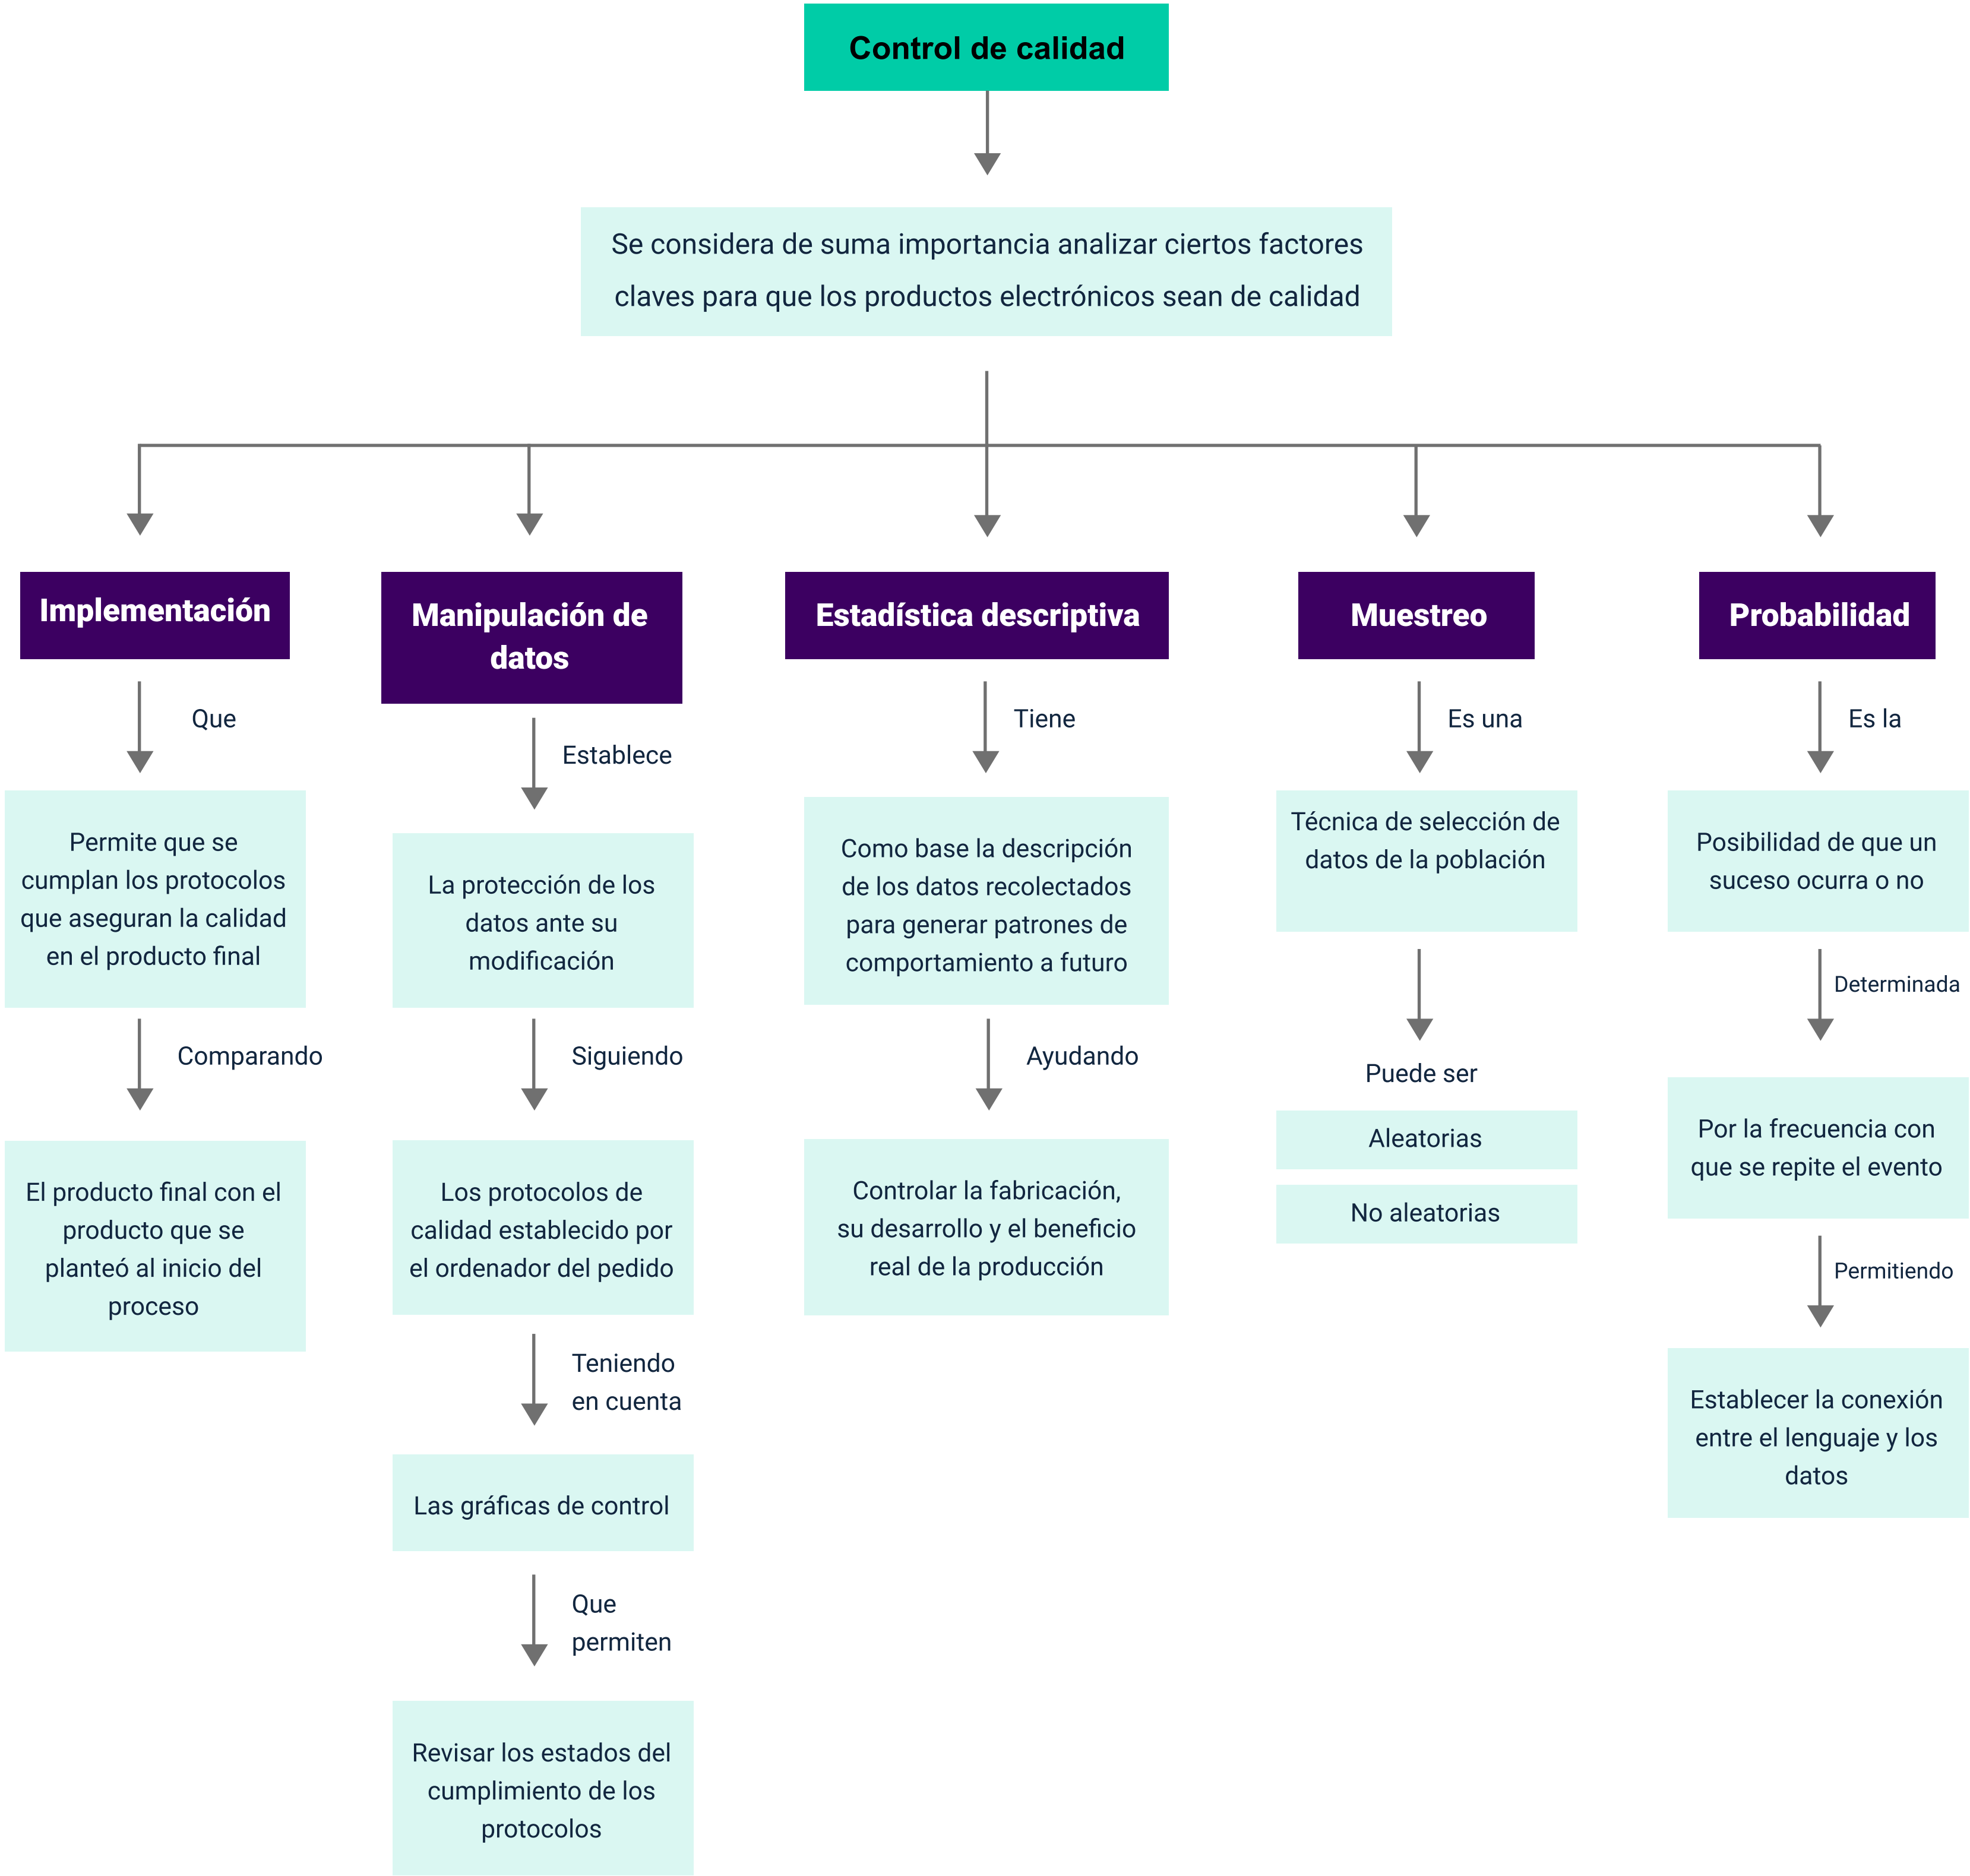 Control de calidad
Se considera de suma importancia analizar ciertos factores
claves para que los productos electrónicos sean de calidad
Implementación
Que
Permite que se
cumplan los protocolos
que aseguran la calidad
en el producto final
Comparando
El producto final con el
producto que se
planteó al inicio del
proceso
Manipulación de
datos
Establece
La protección de los
datos ante su
modificación
Siguiendo
Los protocolos de
calidad establecido por
el ordenador del pedido
Teniendo
en cuenta
Las gráficas de control
Que
permiten
Revisar los estados del
cumplimiento de los
protocolos
Estadística descriptiva
Tiene
Como base la descripción
de los datos recolectados
para generar patrones de
comportamiento a futuro
Ayudando
Controlar la fabricación,
su desarrollo y el beneficio
real de la producción
Muestreo
Es una
Técnica de selección de
datos de la población
Puede ser
Aleatorias
No aleatorias
Probabilidad
Es la
Posibilidad de que un
suceso ocurra o no
Determinada
Por la frecuencia con
que se repite el evento
Permitiendo
Establecer la conexión
entre el lenguaje y los
datos